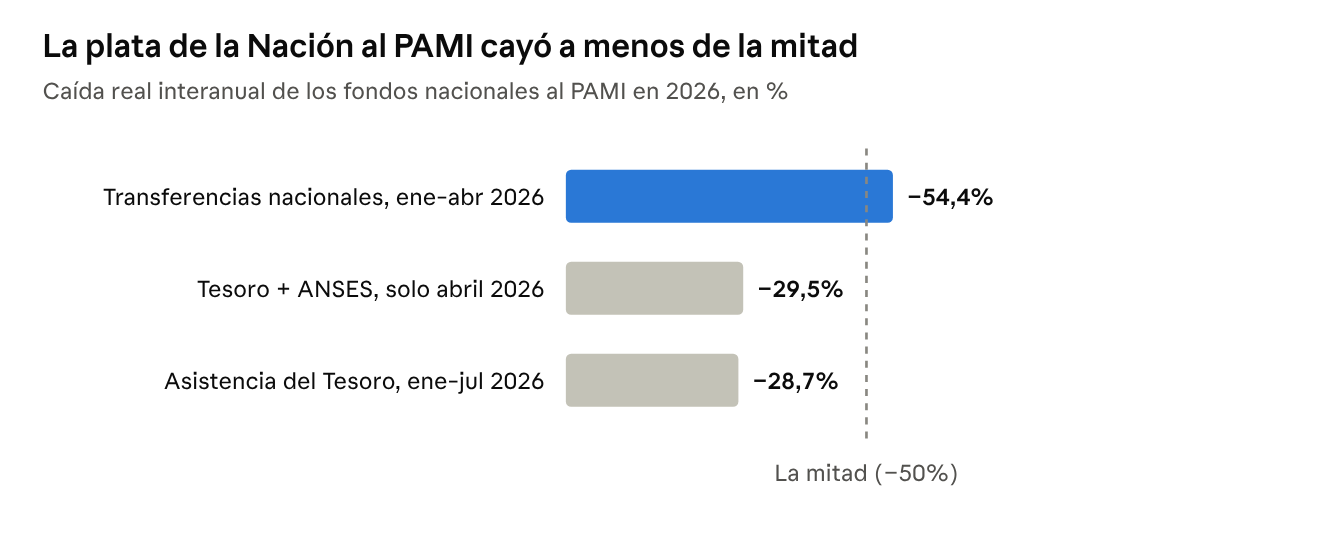 La plata de la Nación al PAMI cayó a menos de la mitad
Caída real interanual de los fondos nacionales al PAMI en 2026, en %
Transferencias nacionales, ene-abr 2026 −54,4%
Tesoro + ANSES, solo abril 2026 −29,5%
Asistencia del Tesoro, ene-jul 2026 −28,7%
La mitad (−50%)